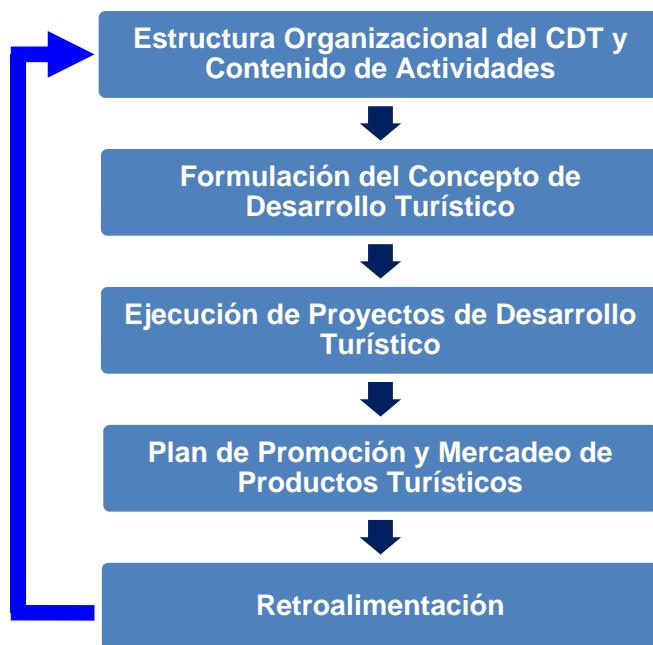 Estructura Organizacional del CDT y
Contenido de Actividades
Formulación del Concepto de
Desarrollo Turístico
Ejecución de Proyectos de Desarrollo
Turístico
Plan de Promoción y Mercadeo de
Productos Turísticos
Retroalimentación